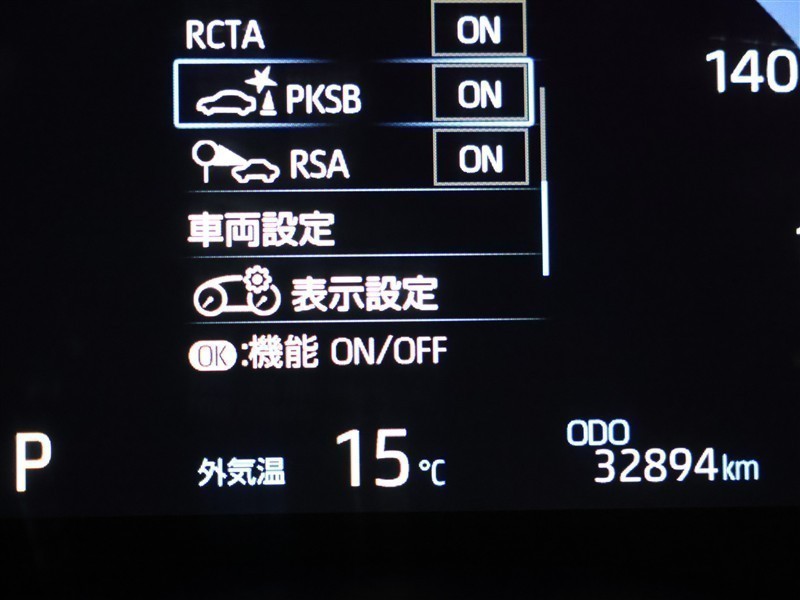 RCTA ON
140
PKSB ON
RSA ON
車両設定
表示設定
OK:機能 ON/OFF
P 外気温 15℃ ODO 32894km